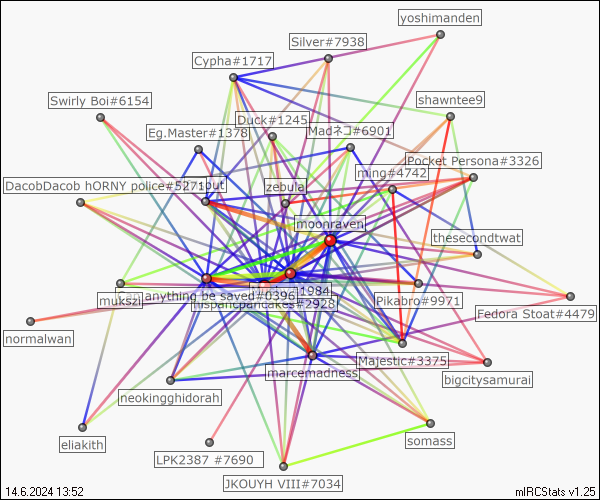 yoshimanden
Silver#7938
Cypha#1717
shawntee9
Swirly Boi#6154
Duck#1245
Eg.Master#1378
Madネコ#6901
Pocket Persona#3326
ming#4742
DacobDacob hORNY police#5271
put
zebula
moonraven
thesecondtwat
1984
anything be saved#0396
mukszi
hispancpancakes#2928
Pikabro#9971
Fedora Stoat#4479
normalwan
Majestic#3375
marcemadness
bigcitysamurai
neokingghidorah
eliakith
somass
LPK2387 #7690
JKOUYH VIII#7034
14.6.2024 13:52
mIRCStats v1.25